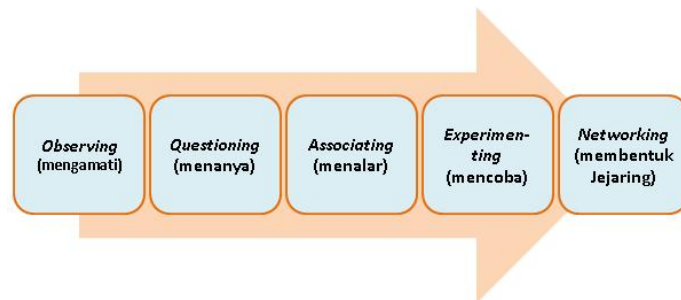 Observing
(mengamati)
Questioning
(menanya)
Associating
(menalar)
Experimen-
ting
(mencoba)
Networking
(membentuk
Jejaring)